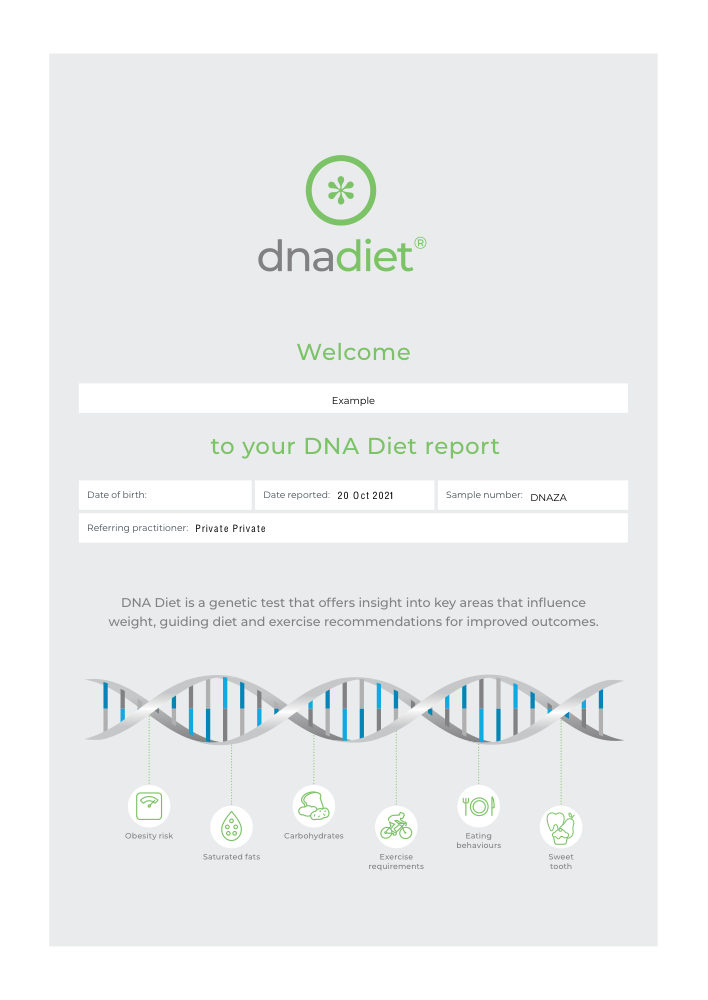 dnadiet®
Welcome
Example
to your DNA Diet report
Date of birth:
Date reported: 20 Oct 2021
Sample number: DNAZA
Referring practitioner: Private Private
DNA Diet is a genetic test that offers insight into key areas that influence
weight, guiding diet and exercise recommendations for improved outcomes.
Obesity risk
Saturated fats
Carbohydrates
Exercise
requirements
Eating
behaviours
Sweet
tooth